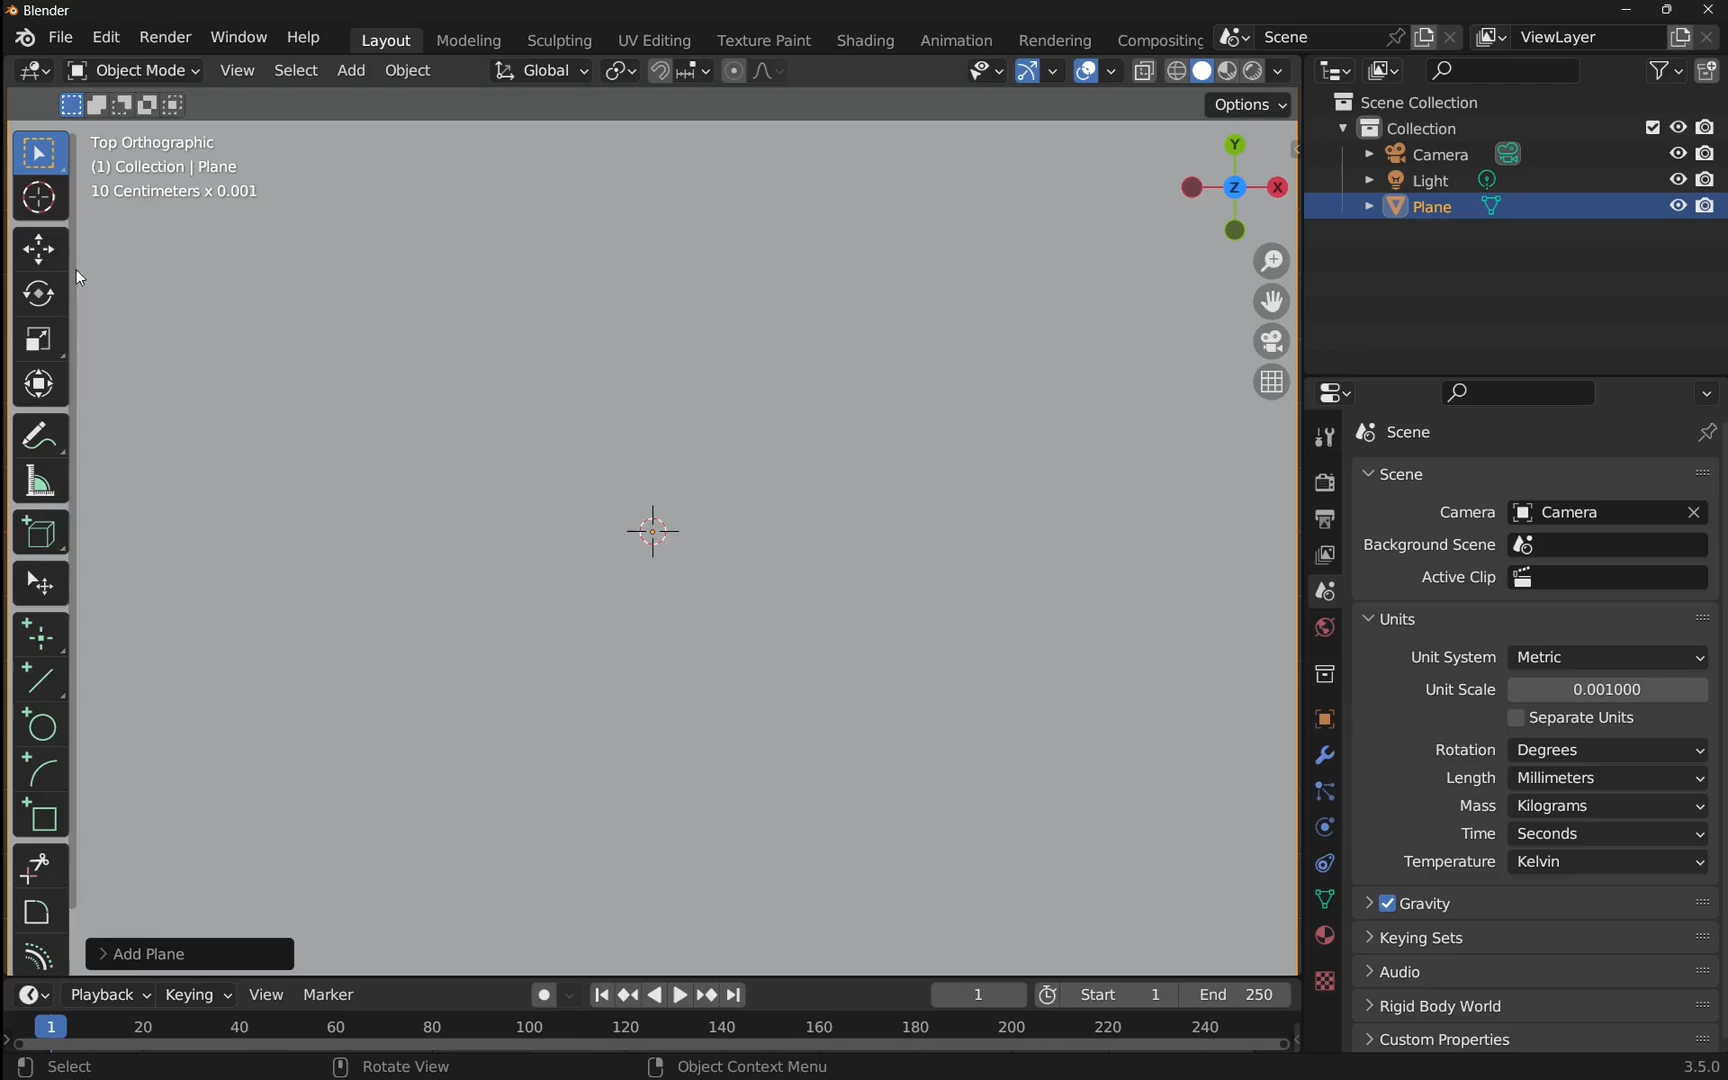 Blender
File Edit Render Window Help Layout Modeling Sculpting UV Editing Texture Paint Shading Animation Rendering Compositing Scene ViewLayer
Object Mode View Select Add Object Global
Options
Top Orthographic
(1) Collection | Plane
10 Centimeters x 0.001
Y
Z
X
Scene Collection
Collection
Camera
Light
Plane
Scene
Scene
Camera Camera
Background Scene
Active Clip
Units
Unit System Metric
Unit Scale 0.001000
Separate Units
Rotation Degrees
Length Millimeters
Mass Kilograms
Time Seconds
Temperature Kelvin
Gravity
Keying Sets
Audio
Rigid Body World
Custom Properties
Add Plane
Playback Keying View Marker 1 Start 1 End 250
1 20 40 60 80 100 120 140 160 180 200 220 240
Select Rotate View Object Context Menu 3.5.0